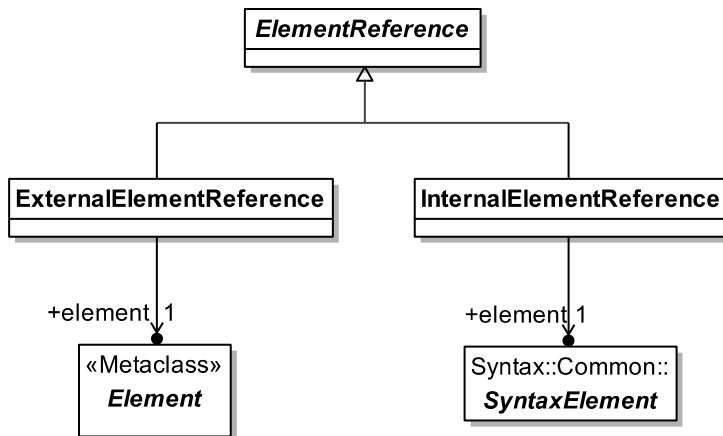 ElementReference
ExternalElementReference
InternalElementReference
+element 1
+element 1
«Metaclass»
Element
Syntax::Common::
SyntaxElement